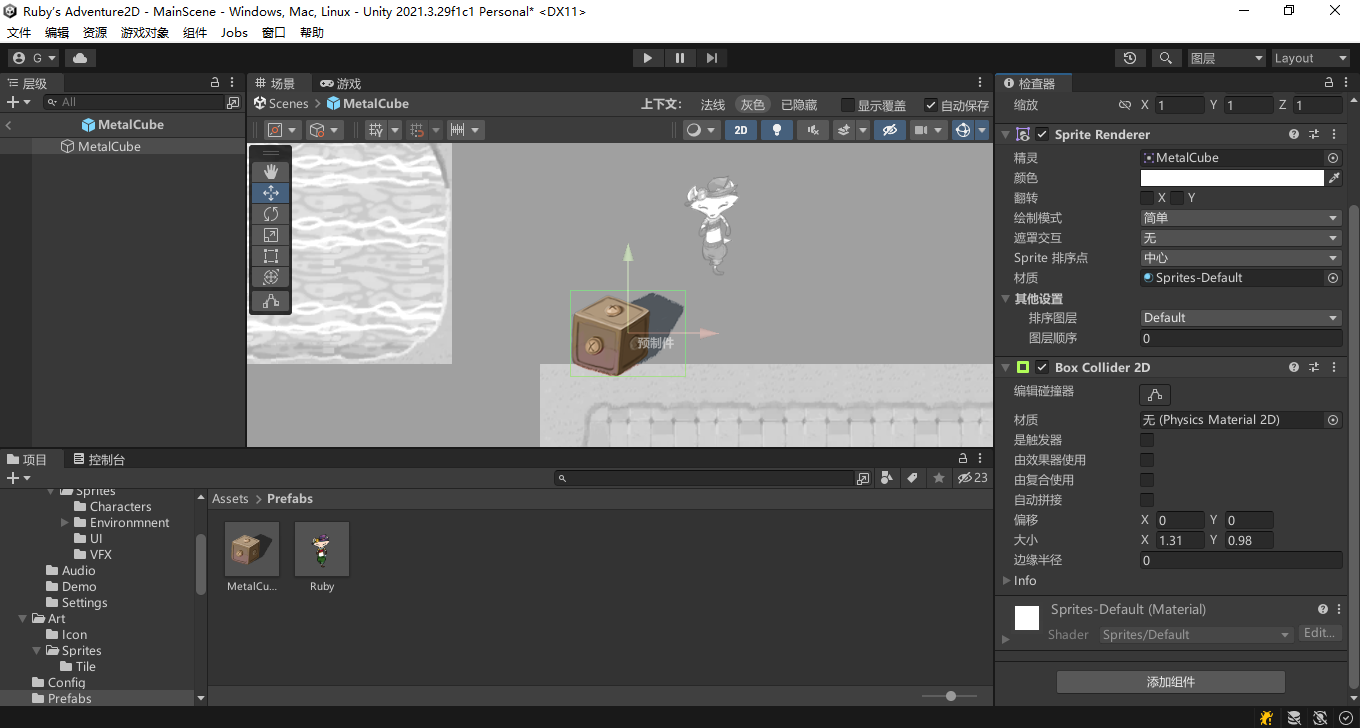 Ruby's Adventure2D - MainScene - Windows, Mac, Linux - Unity 2021.3.29f1c1 Personal* <DX11>
文件 编辑 资源 游戏对象 组件 Jobs 窗口 帮助
G
图层 Layout
层级
All
MetalCube
MetalCube
场景 游戏
Scenes MetalCube
上下文: 法线 灰色 已隐藏 显示覆盖 自动保存
2D
预制件
项目 控制台
23
Sprites
Characters
Environmnent
UI
VFX
Audio
Demo
Settings
Art
Icon
Sprites
Tile
Config
Prefabs
Assets > Prefabs
MetalCu...
Ruby
检查器
缩放 X 1 Y 1 Z 1
Sprite Renderer
精灵 MetalCube
颜色
翻转 X Y
绘制模式 简单
遮罩交互 无
Sprite 排序点 中心
材质 Sprites-Default
其他设置
排序图层 Default
图层顺序 0
Box Collider 2D
编辑碰撞器
材质 无 (Physics Material 2D)
是触发器
由效果器使用
由复合使用
自动拼接
偏移 X 0 Y 0
大小 X 1.31 Y 0.98
边缘半径 0
Info
Sprites-Default (Material)
Shader Sprites/Default Edit...
添加组件